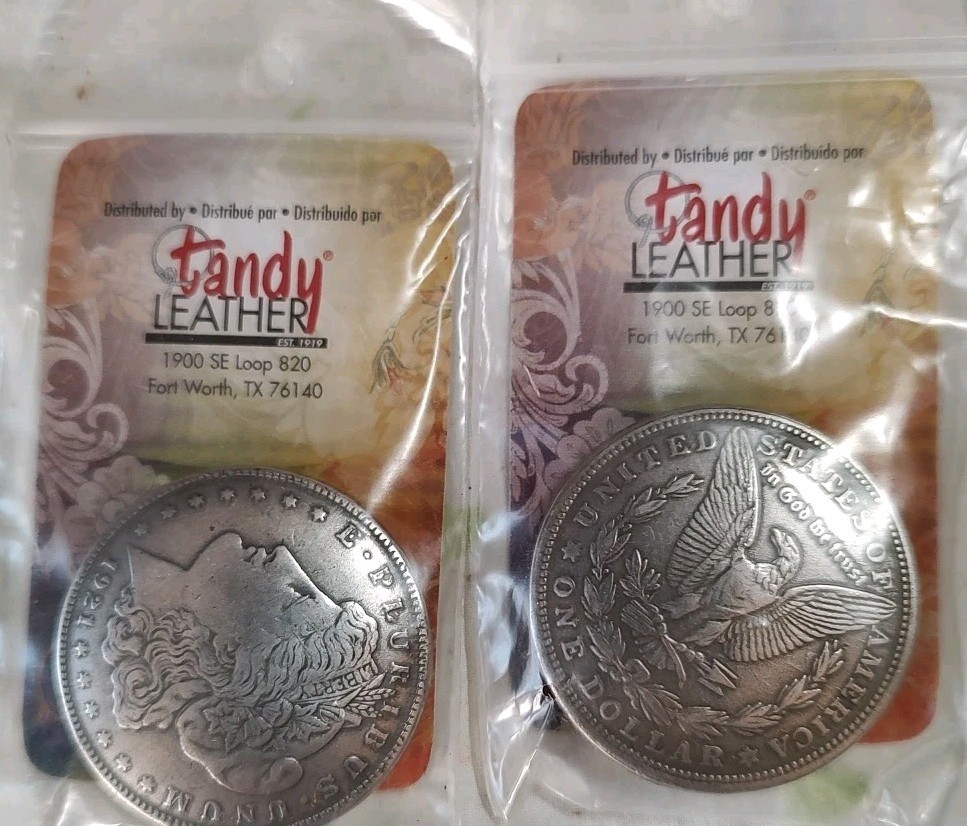 Distributed by • Distribué par • Distribuido por
tandy®
LEATHER
EST. 1919
1900 SE Loop 820
Fort Worth, TX 76140
E · PLURIBUS · UNUM
LIBERTY
1921
Distributed by • Distribué par • Distribuido por
tandy®
LEATHER
EST. 1919
1900 SE Loop 8
Fort Worth, TX 761
UNITED STATES OF AMERICA
In God we trust
ONE DOLLAR